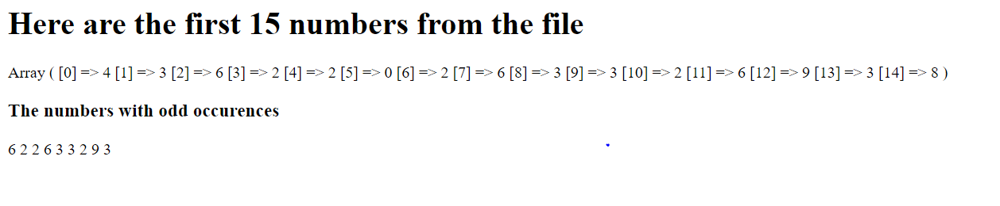 Here are the first 15 numbers from the file
Array ( [0] => 4 [1] => 3 [2] => 6 [3] => 2 [4] => 2 [5] => 0 [6] => 2 [7] => 6 [8] => 3 [9] => 3 [10] => 2 [11] => 6 [12] => 9 [13] => 3 [14] => 8 )
The numbers with odd occurences
6 2 2 6 3 3 2 9 3